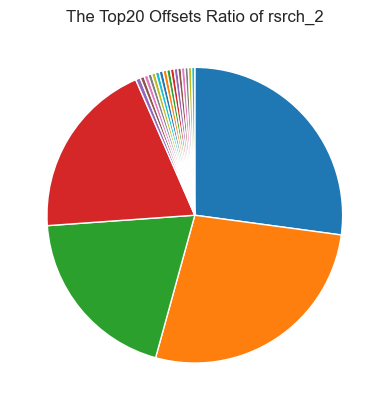 The Top20 Offsets Ratio of rsrch_2